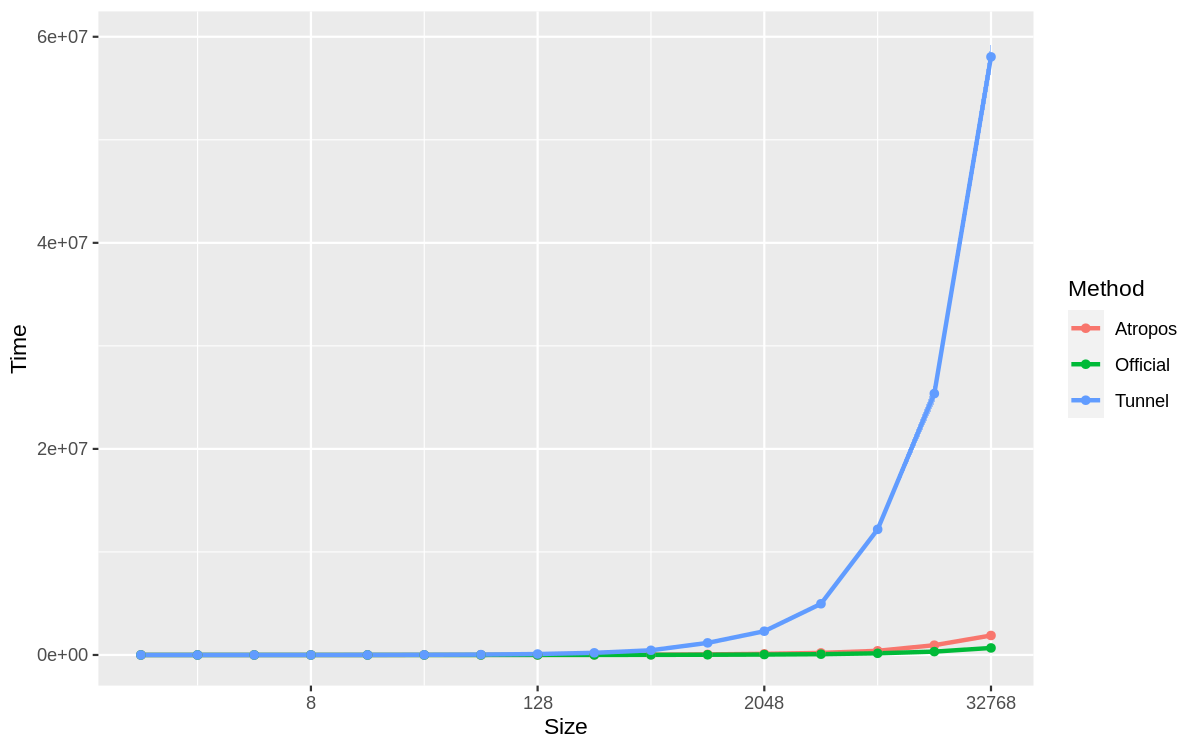 6e+07
4e+07
2e+07
0e+00
Time
8
128
2048
32768
Size
Method
Atropos
Official
Tunnel